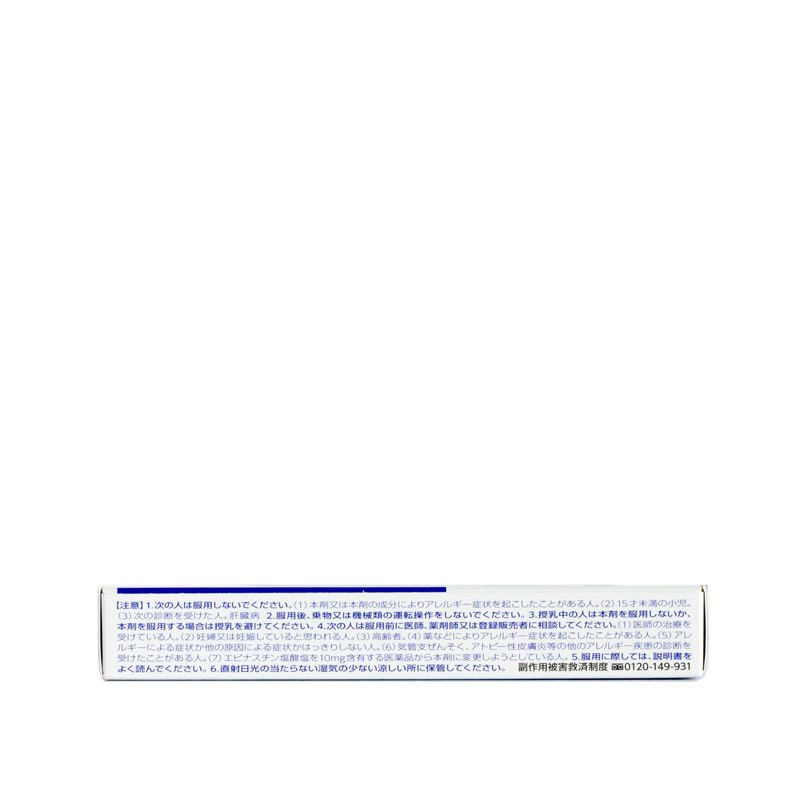 【注意】1.次の人は服用しないでください。(1)本剤又は本剤の成分によりアレルギー症状を起こしたことがある人。(2)15才未満の小児。
(3)次の診断を受けた人。肝臓病 2.服用後、乗物又は機械類の運転操作をしないでください。3.授乳中の人は本剤を服用しないか、
本剤を服用する場合は授乳を避けてください。4.次の人は服用前に医師、薬剤師又は登録販売者に相談してください。(1)医師の治療を
受けている人。(2)妊婦又は妊娠していると思われる人。(3)高齢者。(4)薬などによりアレルギー症状を起こしたことがある人。(5)アレ
ルギーによる症状か他の原因による症状かはっきりしない人。(6)気管支ぜんそく、アトピー性皮膚炎等の他のアレルギー疾患の診断を
受けたことがある人。(7)エピナスチン塩酸塩を10mg含有する医薬品から本剤に変更しようとしている人。5.服用に際しては、説明書を
よく読んでください。6.直射日光の当たらない湿気の少ない涼しい所に保管してください。 副作用被害救済制度 0120-149-931